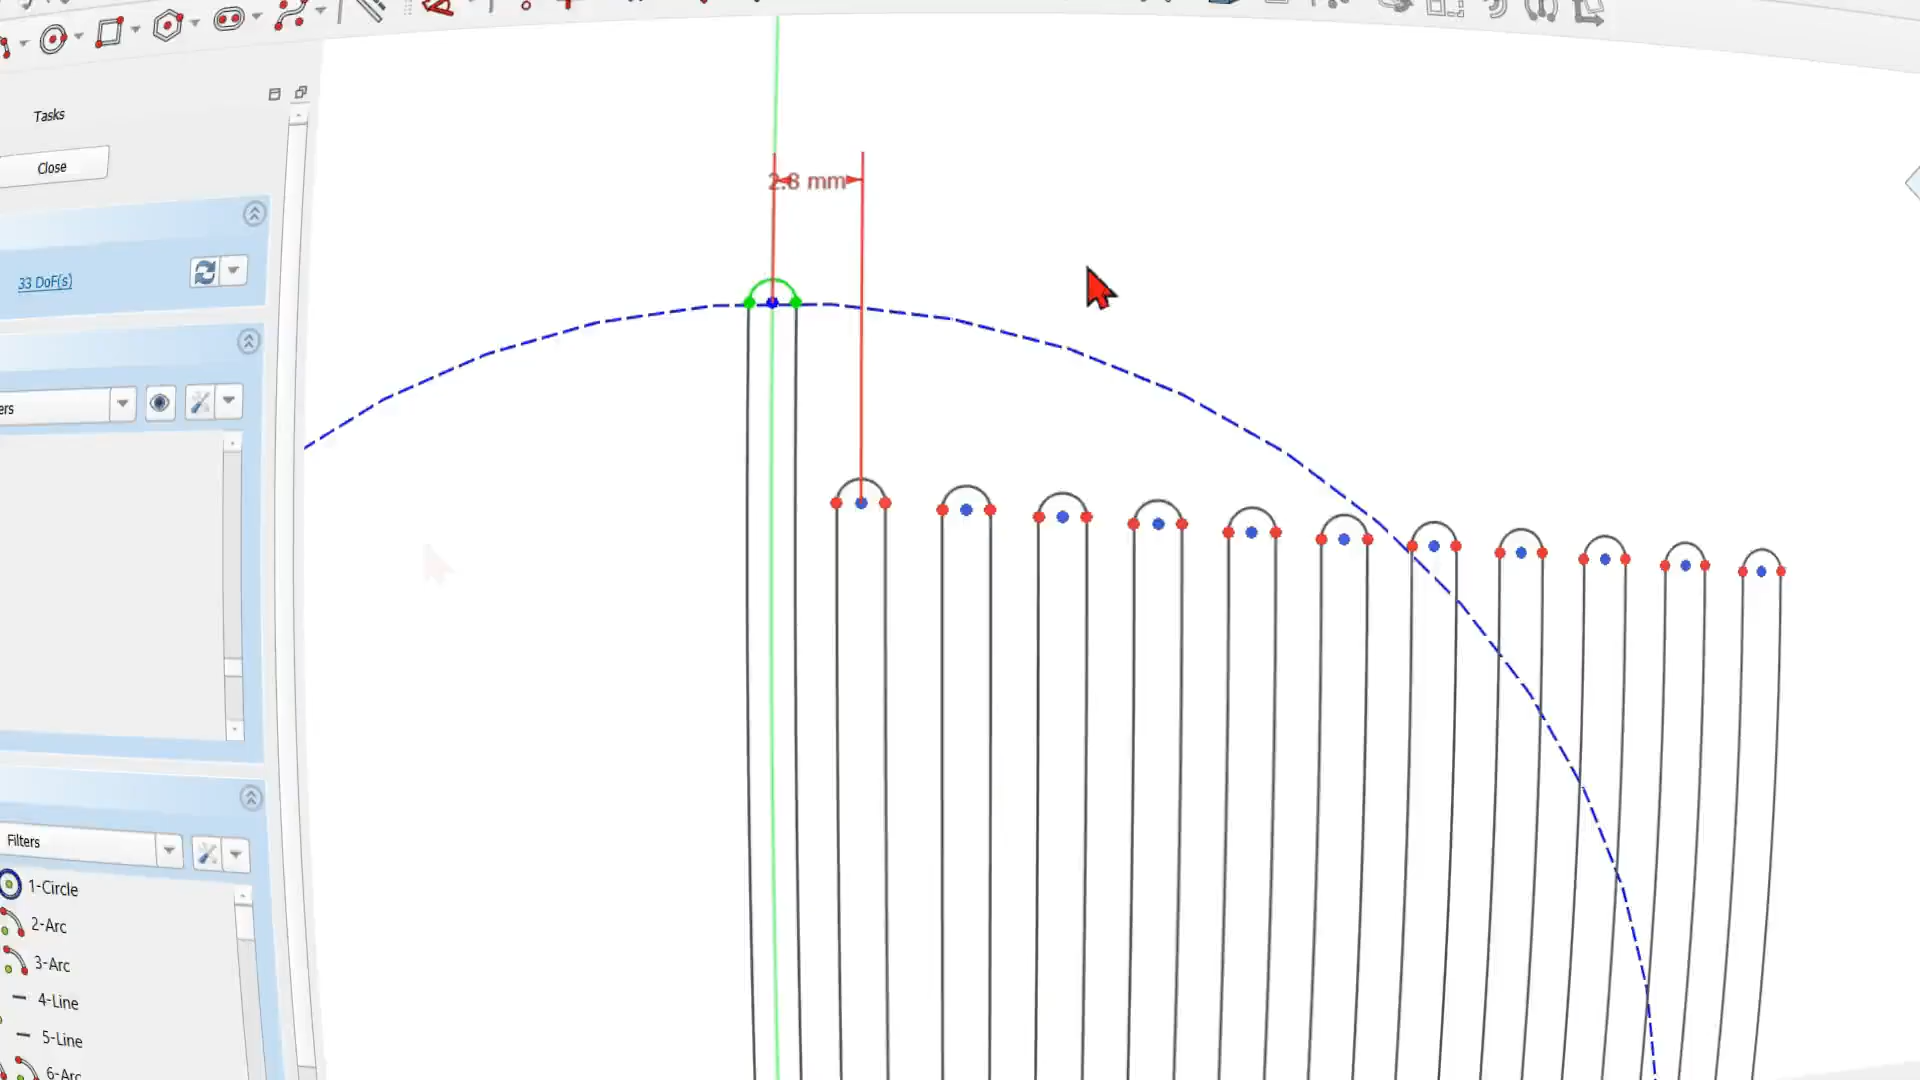 Tasks
Close
2.8 mm
33 DoF(s)
ers
Filters
1-Circle
2-Arc
3-Arc
4-Line
5-Line
6-Arc